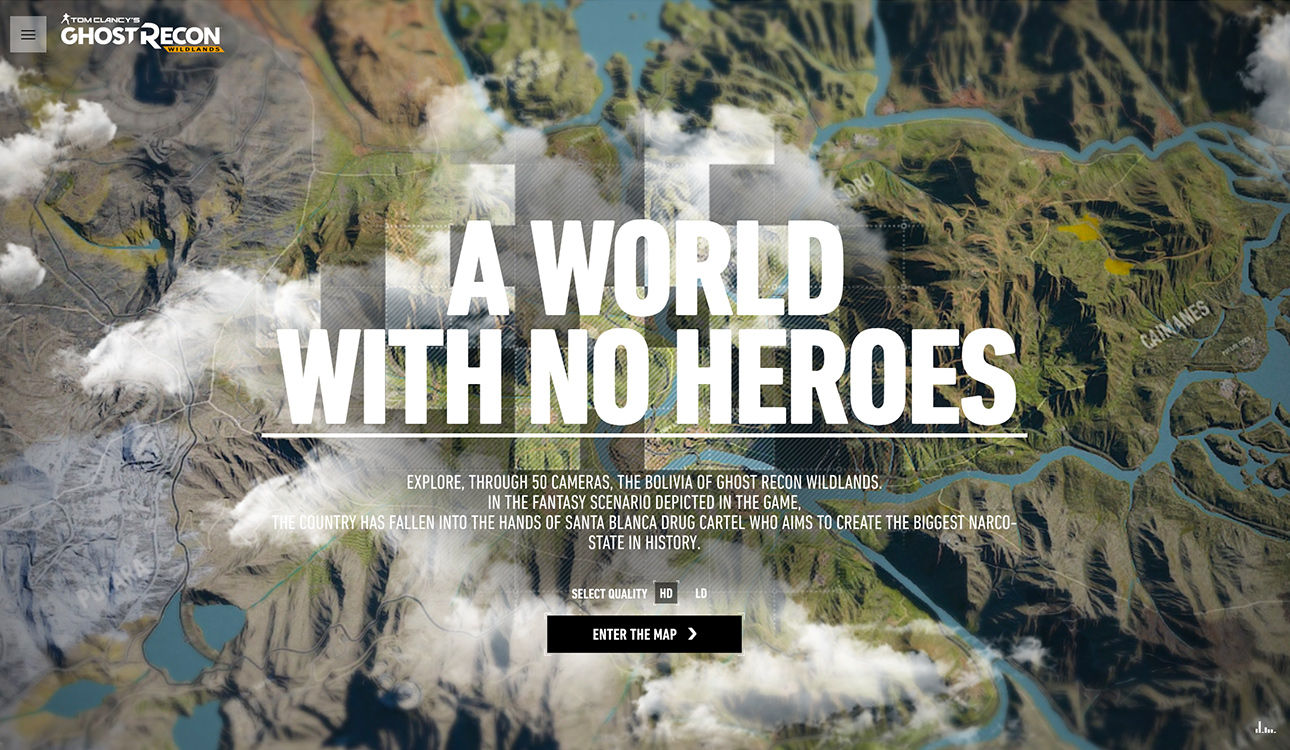 TOM CLANCY'S
GHOST RECON
WILDLANDS
A WORLD
WITH NO HEROES
CAIMANES
EXPLORE, THROUGH 50 CAMERAS, THE BOLIVIA OF GHOST RECON WILDLANDS.
IN THE FANTASY SCENARIO DEPICTED IN THE GAME,
THE COUNTRY HAS FALLEN INTO THE HANDS OF SANTA BLANCA DRUG CARTEL WHO AIMS TO CREATE THE BIGGEST NARCO-
STATE IN HISTORY.
SELECT QUALITY HD LD
ENTER THE MAP